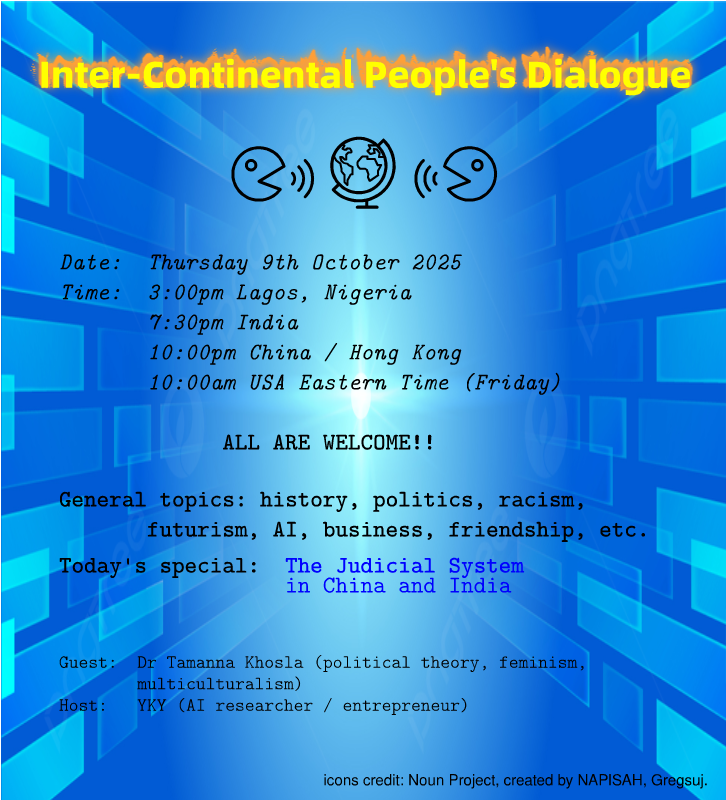 Inter-Continental People's Dialogue
Date: Thursday 9th October 2025
Time: 3:00pm Lagos, Nigeria
7:30pm India
10:00pm China / Hong Kong
10:00am USA Eastern Time (Friday)
ALL ARE WELCOME!!
General topics: history, politics, racism,
futurism, AI, business, friendship, etc.
Today's special: The Judicial System
in China and India
Guest: Dr Tamanna Khosla (political theory, feminism,
multiculturalism)
Host: YKY (AI researcher / entrepreneur)
icons credit: Noun Project, created by NAPISAH, Gregsuj.